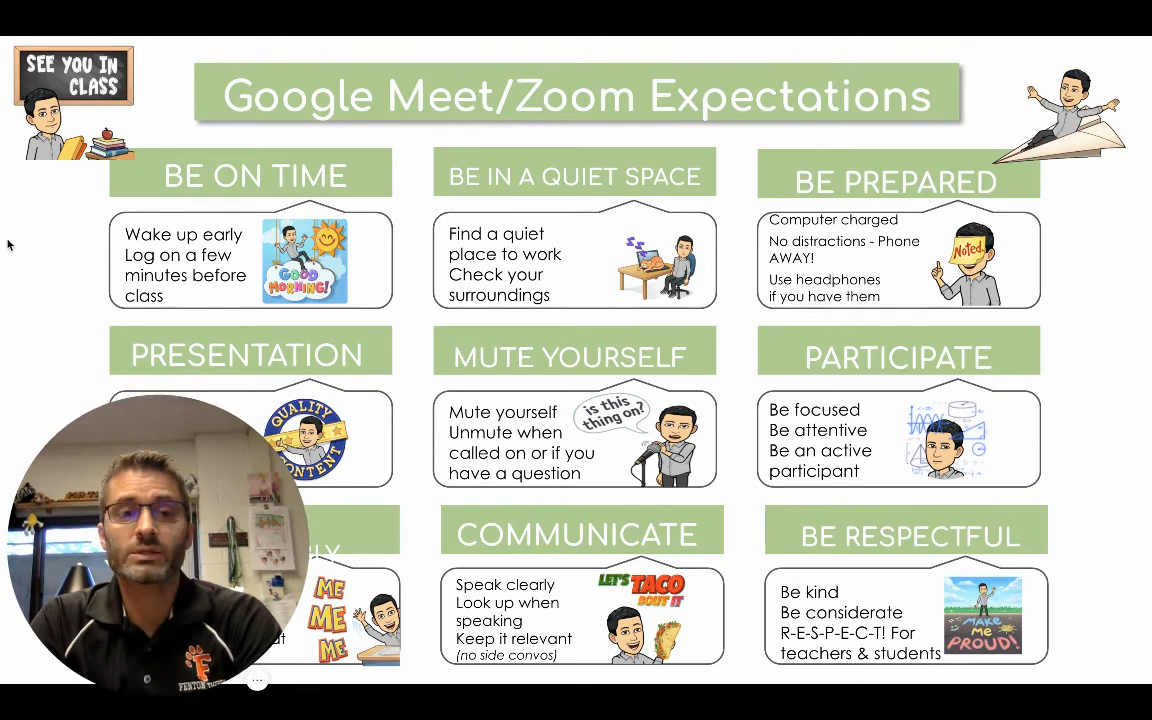 SEE YOU IN
CLASS
Google Meet/Zoom Expectations
BE ON TIME
Wake up early
Log on a few
minutes before
class
GOOD
MORNING!
BE IN A QUIET SPACE
Find a quiet
place to work
Check your
surroundings
BE PREPARED
Computer charged
No distractions - Phone
AWAY!
Use headphones
if you have them
Noted.
PRESENTATION
QUALITY
CONTENT
MUTE YOURSELF
Mute yourself
Unmute when
called on or if you
have a question
is this
thing on?
PARTICIPATE
Be focused
Be attentive
Be an active
participant
ME
ME
ME
COMMUNICATE
Speak clearly
Look up when
speaking
Keep it relevant
(no side convos)
LET'S TACO
BOUT IT
BE RESPECTFUL
Be kind
Be considerate
R-E-S-P-E-C-T! For
teachers & students
MAKE
ME
PROUD!
F
FENTON